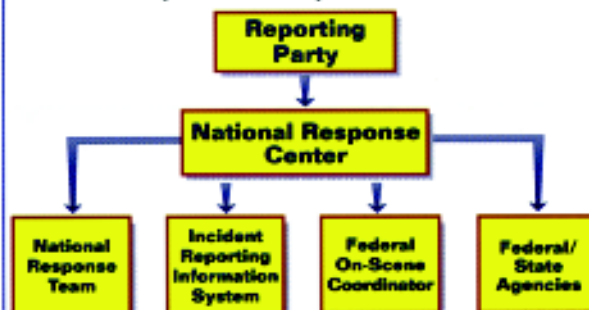 Reporting
Party
National Response
Center
National
Response
Team
Incident
Reporting
Information
System
Federal
On-Scene
Coordinator
Federal/
State
Agencies